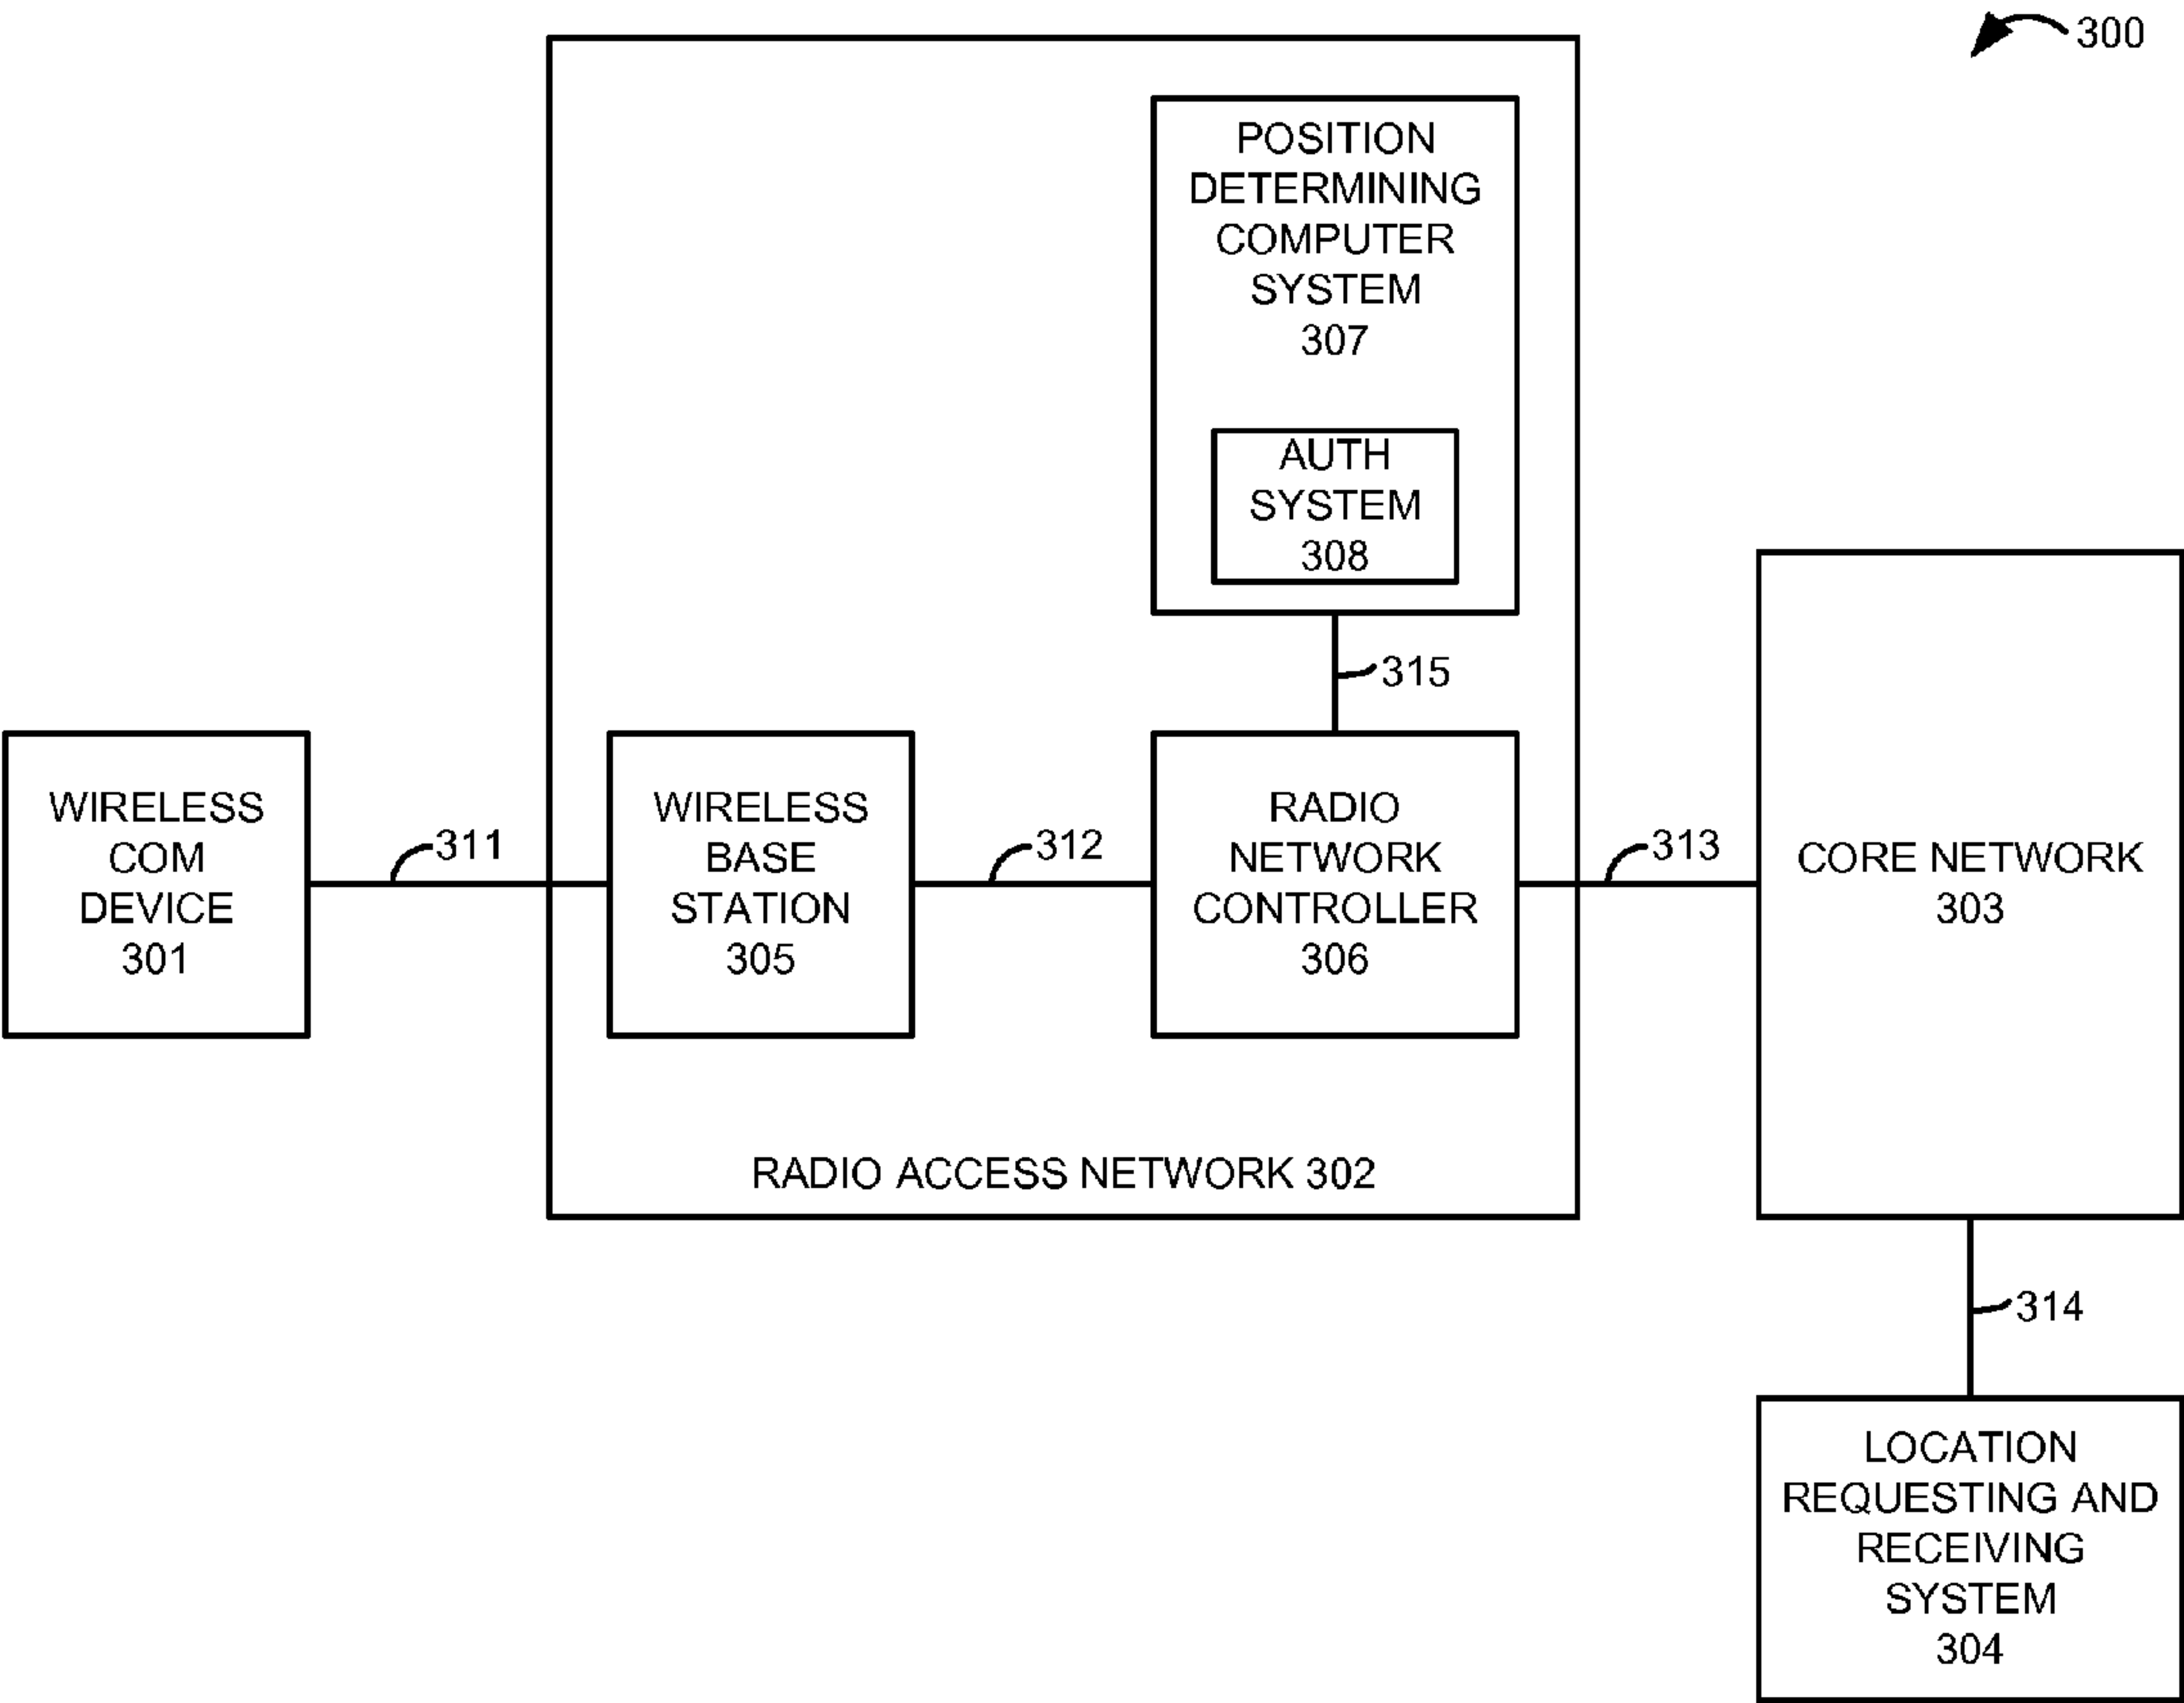 300
POSITION
DETERMINING
COMPUTER
SYSTEM
307
AUTH
SYSTEM
308
315
WIRELESS
COM
DEVICE
301
311
WIRELESS
BASE
STATION
305
312
RADIO
NETWORK
CONTROLLER
306
313
CORE NETWORK
303
RADIO ACCESS NETWORK 302
314
LOCATION
REQUESTING AND
RECEIVING
SYSTEM
304